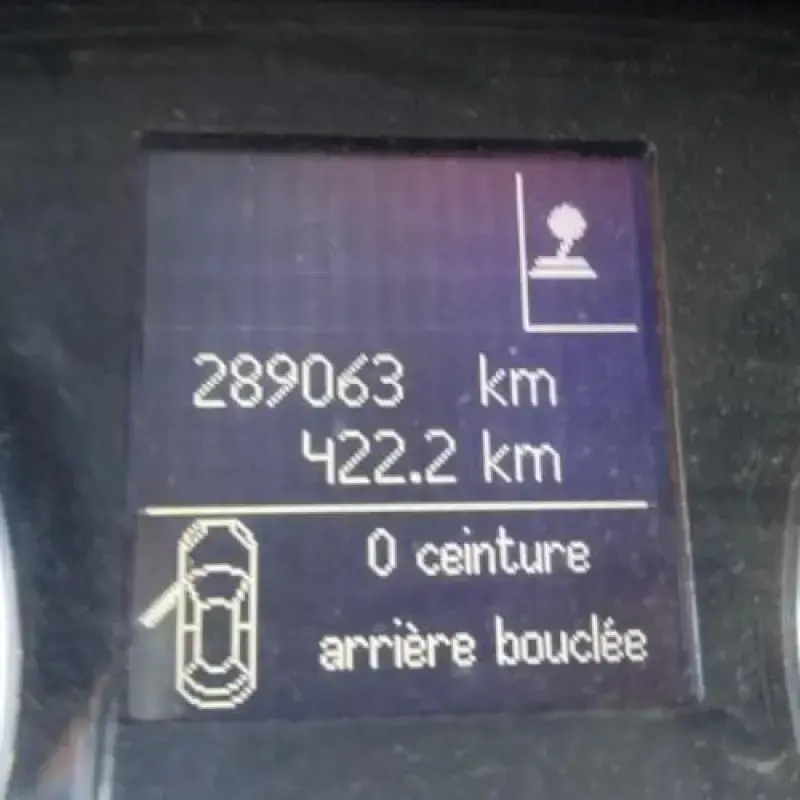 289063 km
422.2 km
0 ceinture
arrière bouclée